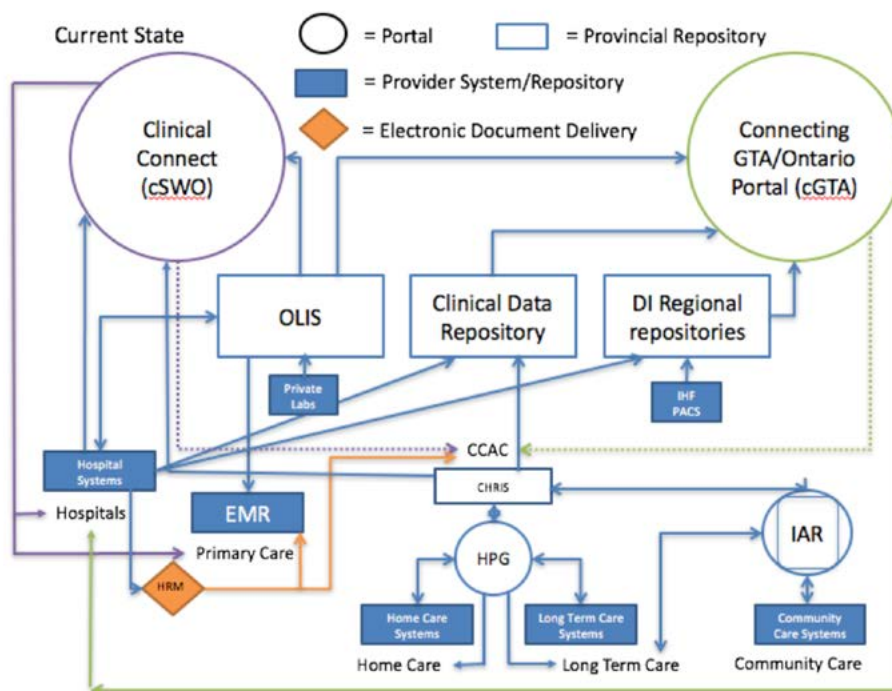 Current State
= Portal
= Provincial Repository
= Provider System/Repository
= Electronic Document Delivery
Clinical
Connect
(cSWO)
Connecting
GTA/Ontario
Portal (cGTA)
OLIS
Clinical Data
Repository
DI Regional
repositories
Private
Labs
IHF
PACS
CCAC
Hospital
Systems
CHRIS
Hospitals
EMR
IAR
Primary Care
HRM
HPG
Home Care
Systems
Long Term Care
Systems
Community
Care Systems
Home Care
Long Term Care
Community Care